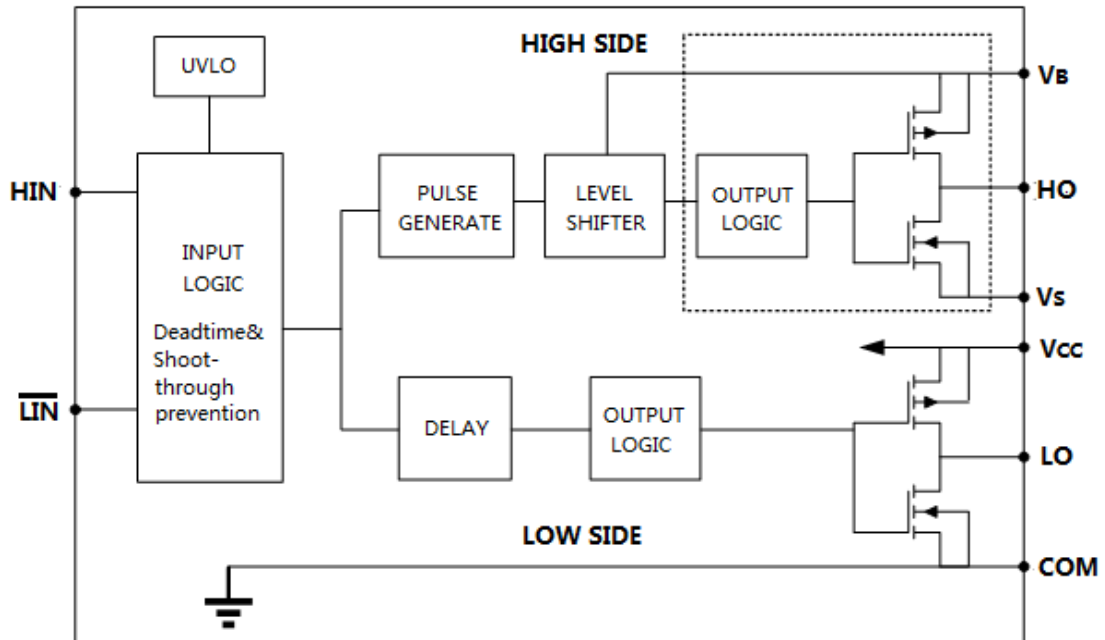 HIGH SIDE
UVLO
VB
HIN
PULSE
GENERATE
LEVEL
SHIFTER
OUTPUT
LOGIC
HO
INPUT
LOGIC
Deadtime&
Shoot-
through
prevention
VS
VCC
L̅I̅N̅
DELAY
OUTPUT
LOGIC
LO
LOW SIDE
COM